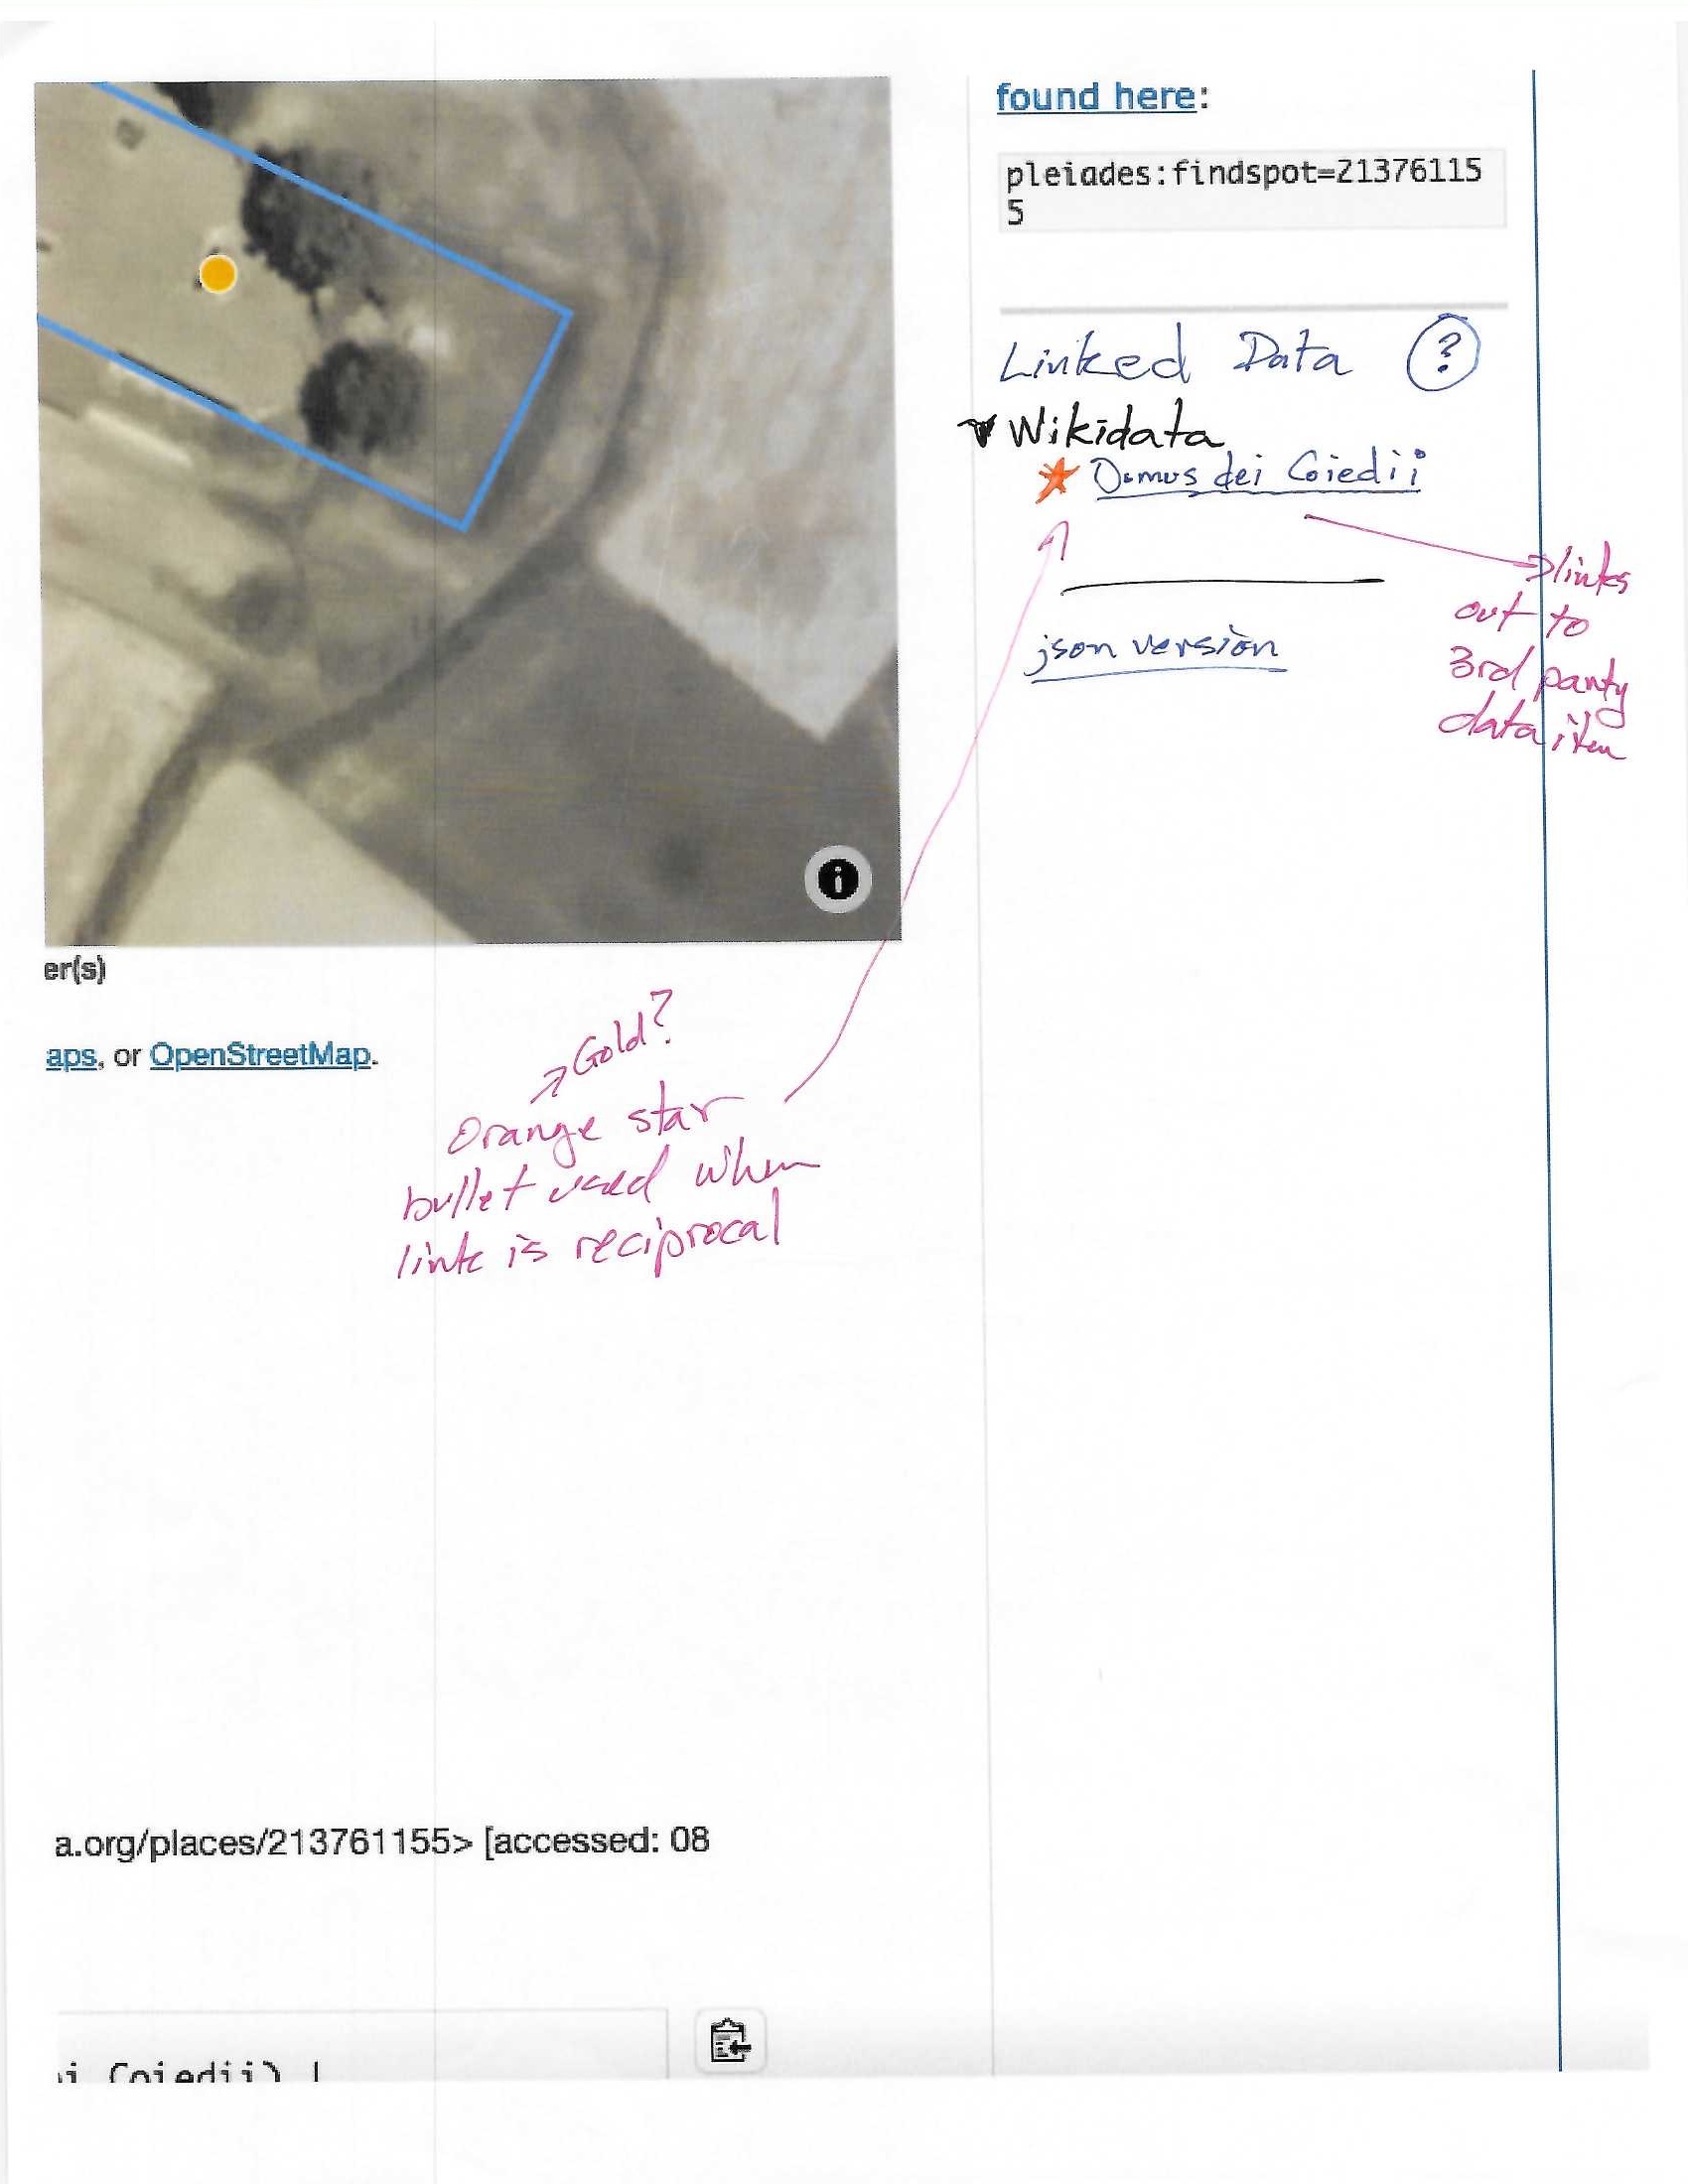 found here:
pleiades:findspot=21376115
5
Linked Data ?
Wikidata
Domus dei Coiedii
links
out to
3rd party
data item
json version
i
er(s)
aps, or OpenStreetMap.
Gold?
Orange star
bullet used when
link is reciprocal
a.org/places/213761155> [accessed: 08
i Coiedii) |